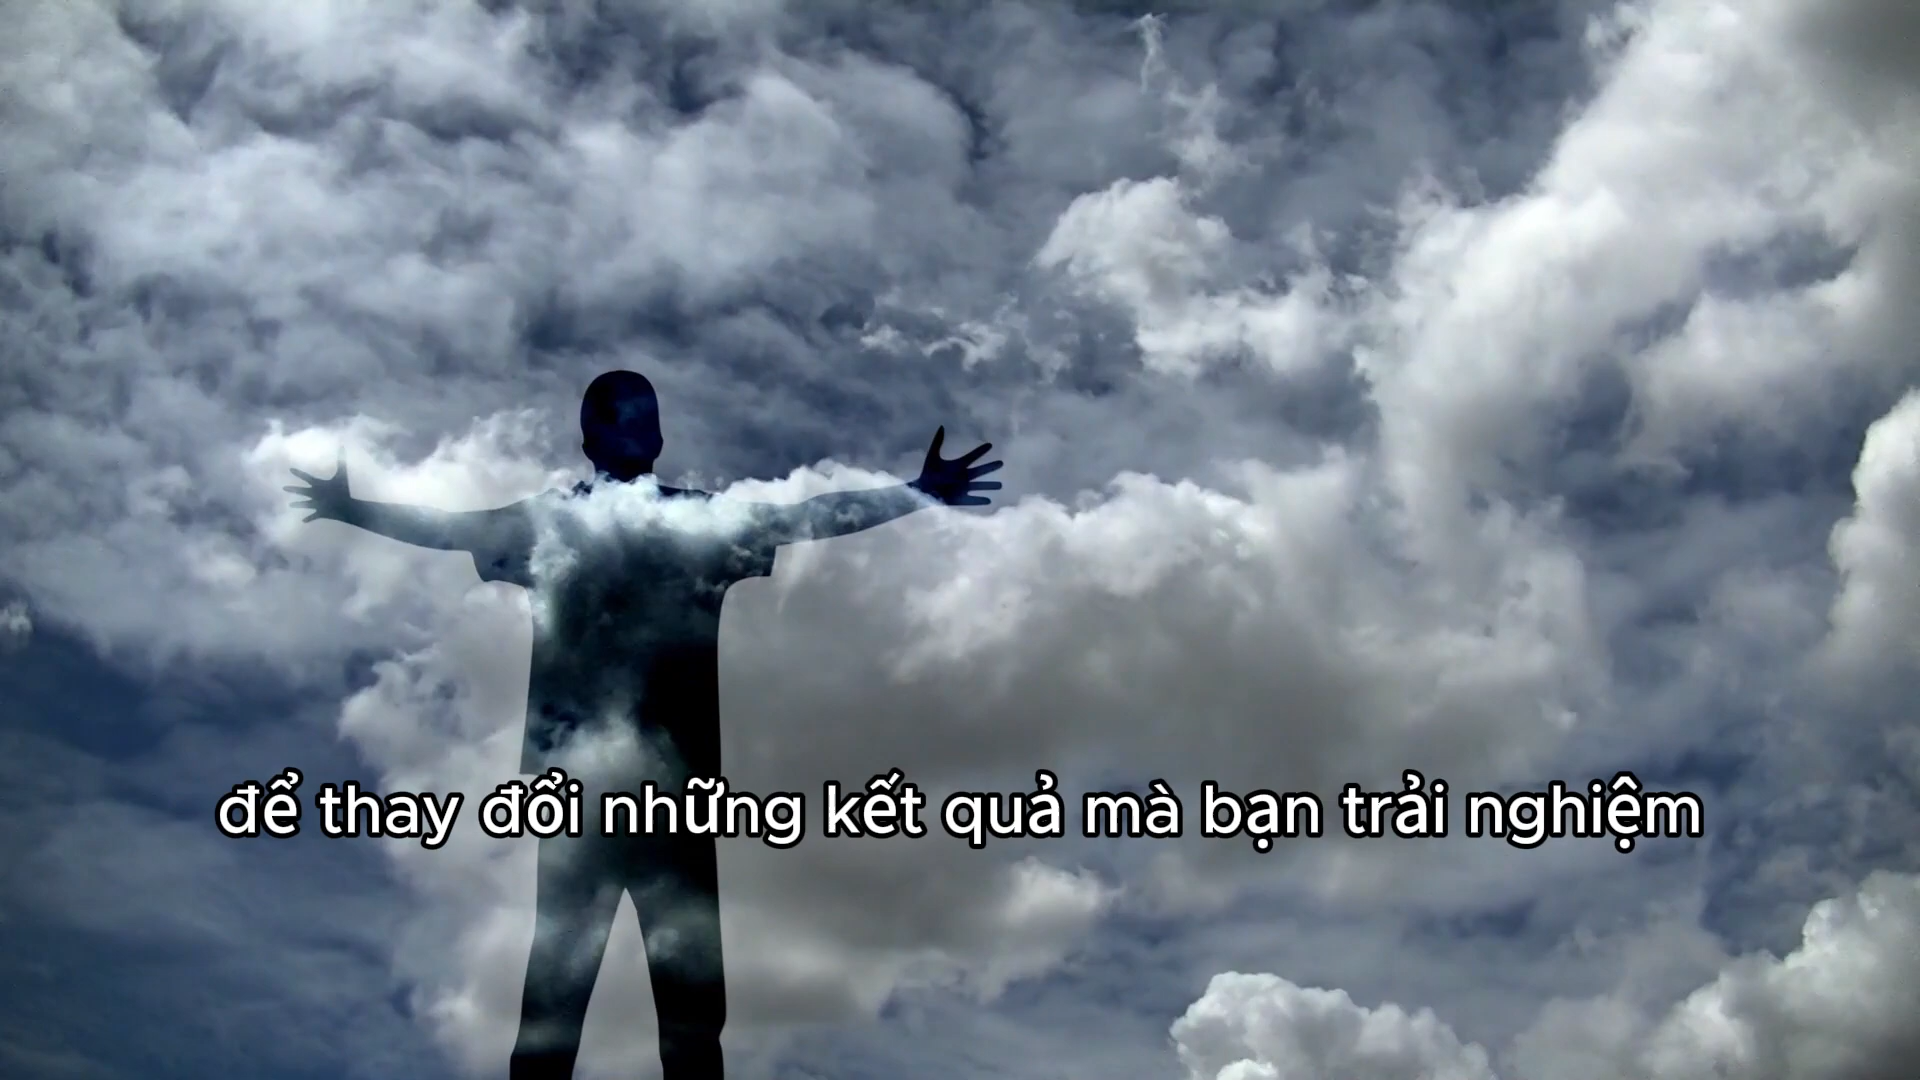 để thay đổi những kết quả mà bạn trải nghiệm